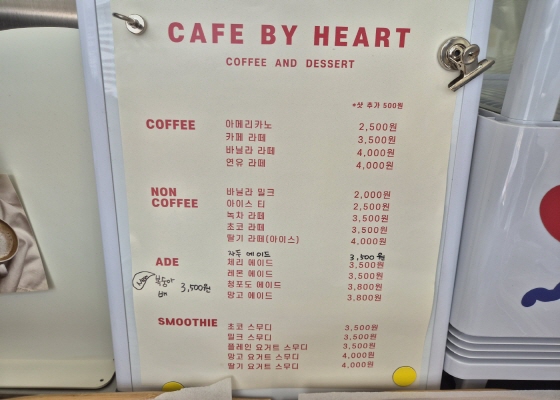 CAFE BY HEART
COFFEE AND DESSERT
*샷 추가 500원
COFFEE
아메리카노 2,500원
카페 라떼 3,500원
바닐라 라떼 4,000원
연유 라떼 4,000원
NON COFFEE
바닐라 밀크 2,000원
아이스 티 2,500원
녹차 라떼 3,500원
초코 라떼 3,500원
딸기 라떼(아이스) 4,000원
자두 에이드 3,500원
ADE
체리 에이드 3,500원
레몬 에이드 3,500원
청포도 에이드 3,800원
망고 에이드 3,800원
복숭아
배 3,500원
SMOOTHIE
초코 스무디 3,500원
밀크 스무디 3,500원
플레인 요거트 스무디 3,500원
망고 요거트 스무디 4,000원
딸기 요거트 스무디 4,000원